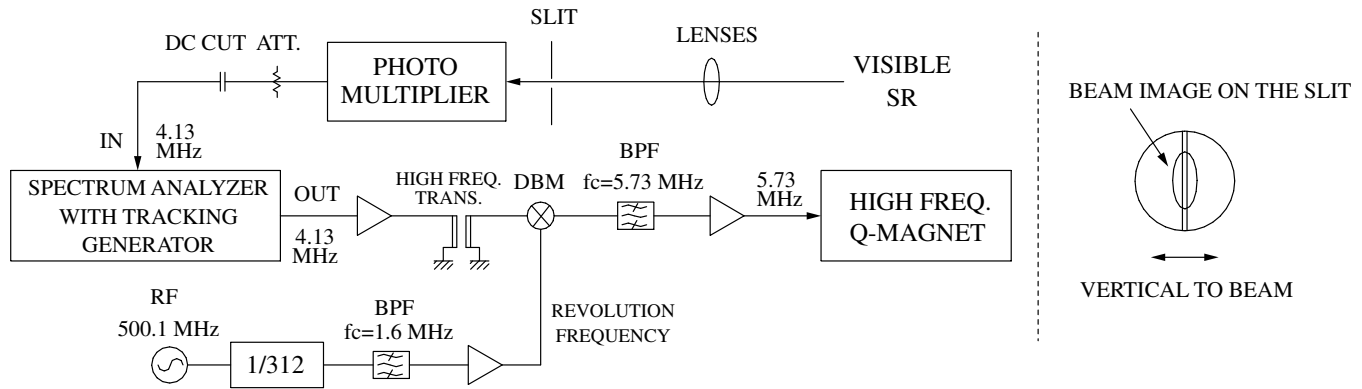 SLIT
DC CUT ATT.
LENSES
PHOTO
MULTIPLIER
VISIBLE
SR
BEAM IMAGE ON THE SLIT
IN
4.13
MHz
BPF
fc=5.73 MHz
SPECTRUM ANALYZER
WITH TRACKING
GENERATOR
OUT
4.13
MHz
HIGH FREQ.
TRANS.
DBM
5.73
MHz
HIGH FREQ.
Q-MAGNET
VERTICAL TO BEAM
RF
500.1 MHz
BPF
fc=1.6 MHz
REVOLUTION
FREQUENCY
1/312